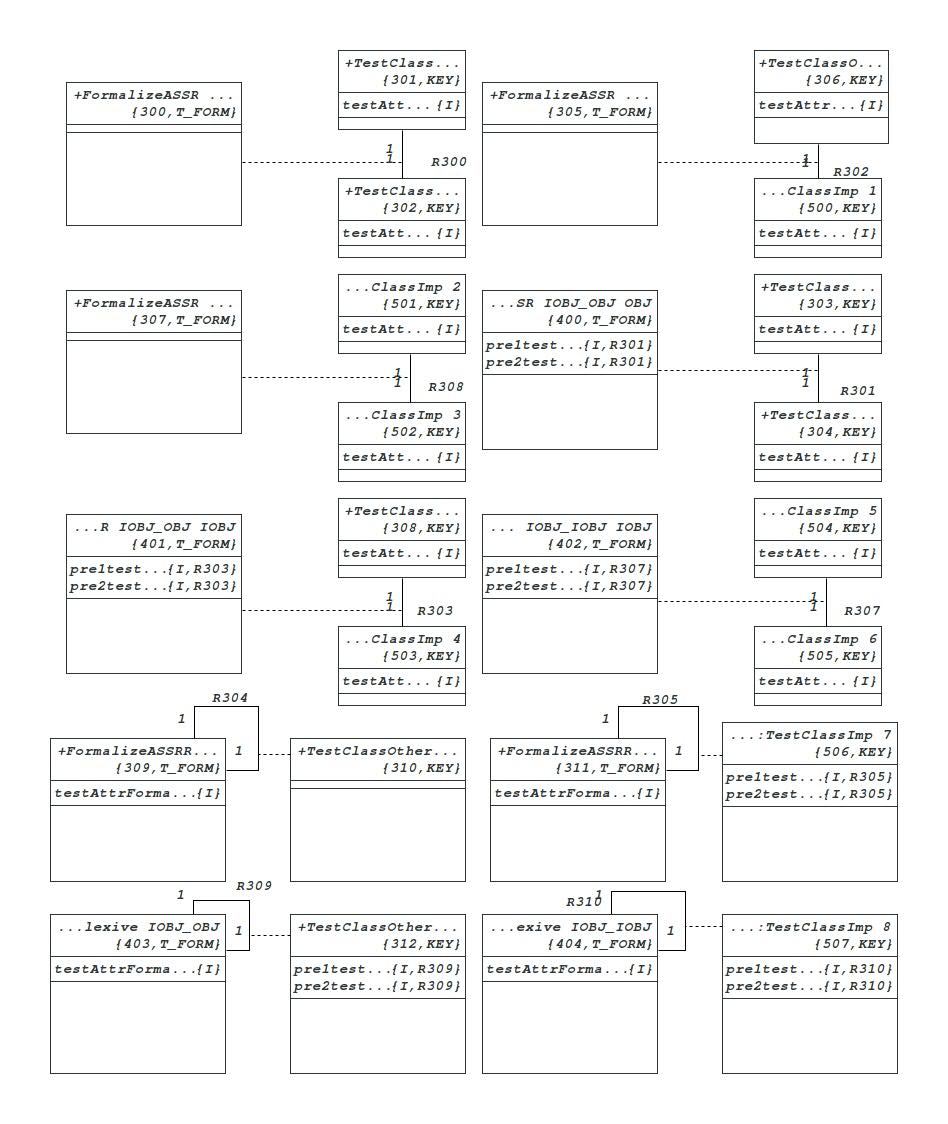 +TestClass...
{301,KEY}
testAtt... {I}
+FormalizeASSR ...
{300,T_FORM}
1
1
R300
+TestClass...
{302,KEY}
testAtt... {I}
+TestClassO...
{306,KEY}
testAttr... {I}
+FormalizeASSR ...
{305,T_FORM}
1
1
R302
...ClassImp 1
{500,KEY}
testAtt... {I}
...ClassImp 2
{501,KEY}
testAtt... {I}
+FormalizeASSR ...
{307,T_FORM}
1
1
R308
...ClassImp 3
{502,KEY}
testAtt... {I}
+TestClass...
{303,KEY}
testAtt... {I}
...SR IOBJ_OBJ OBJ
{400,T_FORM}
pre1test...{I,R301}
pre2test...{I,R301}
1
1
R301
+TestClass...
{304,KEY}
testAtt... {I}
+TestClass...
{308,KEY}
testAtt... {I}
...R IOBJ_OBJ IOBJ
{401,T_FORM}
pre1test...{I,R303}
pre2test...{I,R303}
1
1
R303
...ClassImp 4
{503,KEY}
testAtt... {I}
...ClassImp 5
{504,KEY}
testAtt... {I}
... IOBJ_IOBJ IOBJ
{402,T_FORM}
pre1test...{I,R307}
pre2test...{I,R307}
1
1
R307
...ClassImp 6
{505,KEY}
testAtt... {I}
R304
1
+FormalizeASSRR...
{309,T_FORM}
testAttrForma...{I}
1
+TestClassOther...
{310,KEY}
R305
1
+FormalizeASSRR...
{311,T_FORM}
testAttrForma...{I}
1
...:TestClassImp 7
{506,KEY}
pre1test...{I,R305}
pre2test...{I,R305}
R309
1
...lexive IOBJ_OBJ
{403,T_FORM}
testAttrForma...{I}
1
+TestClassOther...
{312,KEY}
pre1test...{I,R309}
pre2test...{I,R309}
R310
1
...exive IOBJ_IOBJ
{404,T_FORM}
testAttrForma...{I}
1
...:TestClassImp 8
{507,KEY}
pre1test...{I,R310}
pre2test...{I,R310}